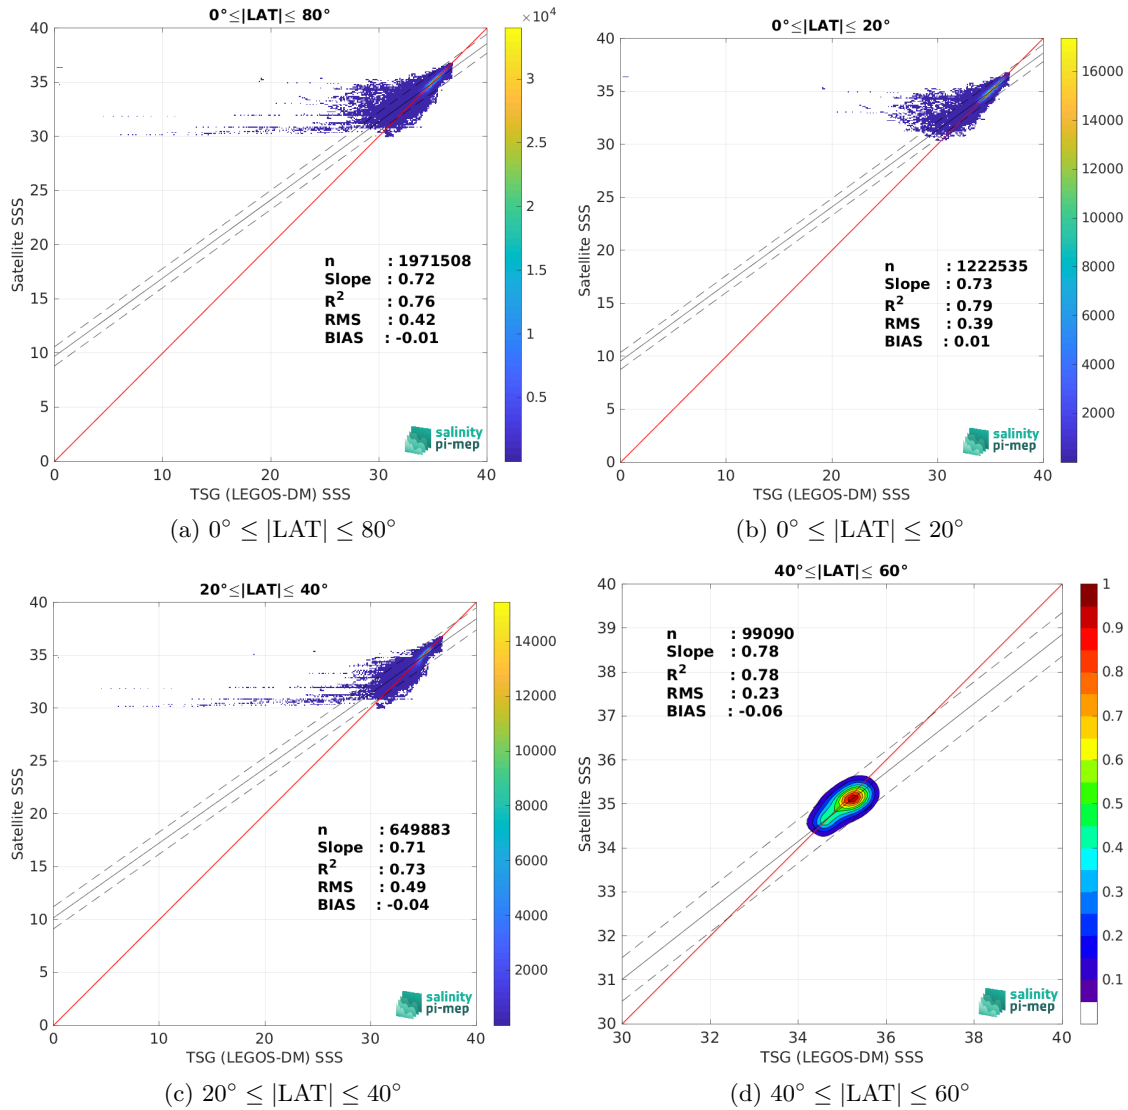 0°≤|LAT|≤ 80°
×10⁴
Satellite SSS
40
35
30
25
20
15
10
5
0
n : 1971508
Slope : 0.72
R² : 0.76
RMS : 0.42
BIAS : -0.01
salinity
pi-mep
0 10 20 30 40
TSG (LEGOS-DM) SSS
3
2.5
2
1.5
1
0.5
(a) 0° ≤ |LAT| ≤ 80°
0°≤|LAT|≤ 20°
Satellite SSS
40
35
30
25
20
15
10
5
0
n : 1222535
Slope : 0.73
R² : 0.79
RMS : 0.39
BIAS : 0.01
salinity
pi-mep
0 10 20 30 40
TSG (LEGOS-DM) SSS
16000
14000
12000
10000
8000
6000
4000
2000
(b) 0° ≤ |LAT| ≤ 20°
20°≤|LAT|≤ 40°
Satellite SSS
40
35
30
25
20
15
10
5
0
n : 649883
Slope : 0.71
R² : 0.73
RMS : 0.49
BIAS : -0.04
salinity
pi-mep
0 10 20 30 40
TSG (LEGOS-DM) SSS
14000
12000
10000
8000
6000
4000
2000
(c) 20° ≤ |LAT| ≤ 40°
40°≤|LAT|≤ 60°
Satellite SSS
40
39
38
37
36
35
34
33
32
31
30
n : 99090
Slope : 0.78
R² : 0.78
RMS : 0.23
BIAS : -0.06
salinity
pi-mep
30 32 34 36 38 40
TSG (LEGOS-DM) SSS
1
0.9
0.8
0.7
0.6
0.5
0.4
0.3
0.2
0.1
0
(d) 40° ≤ |LAT| ≤ 60°